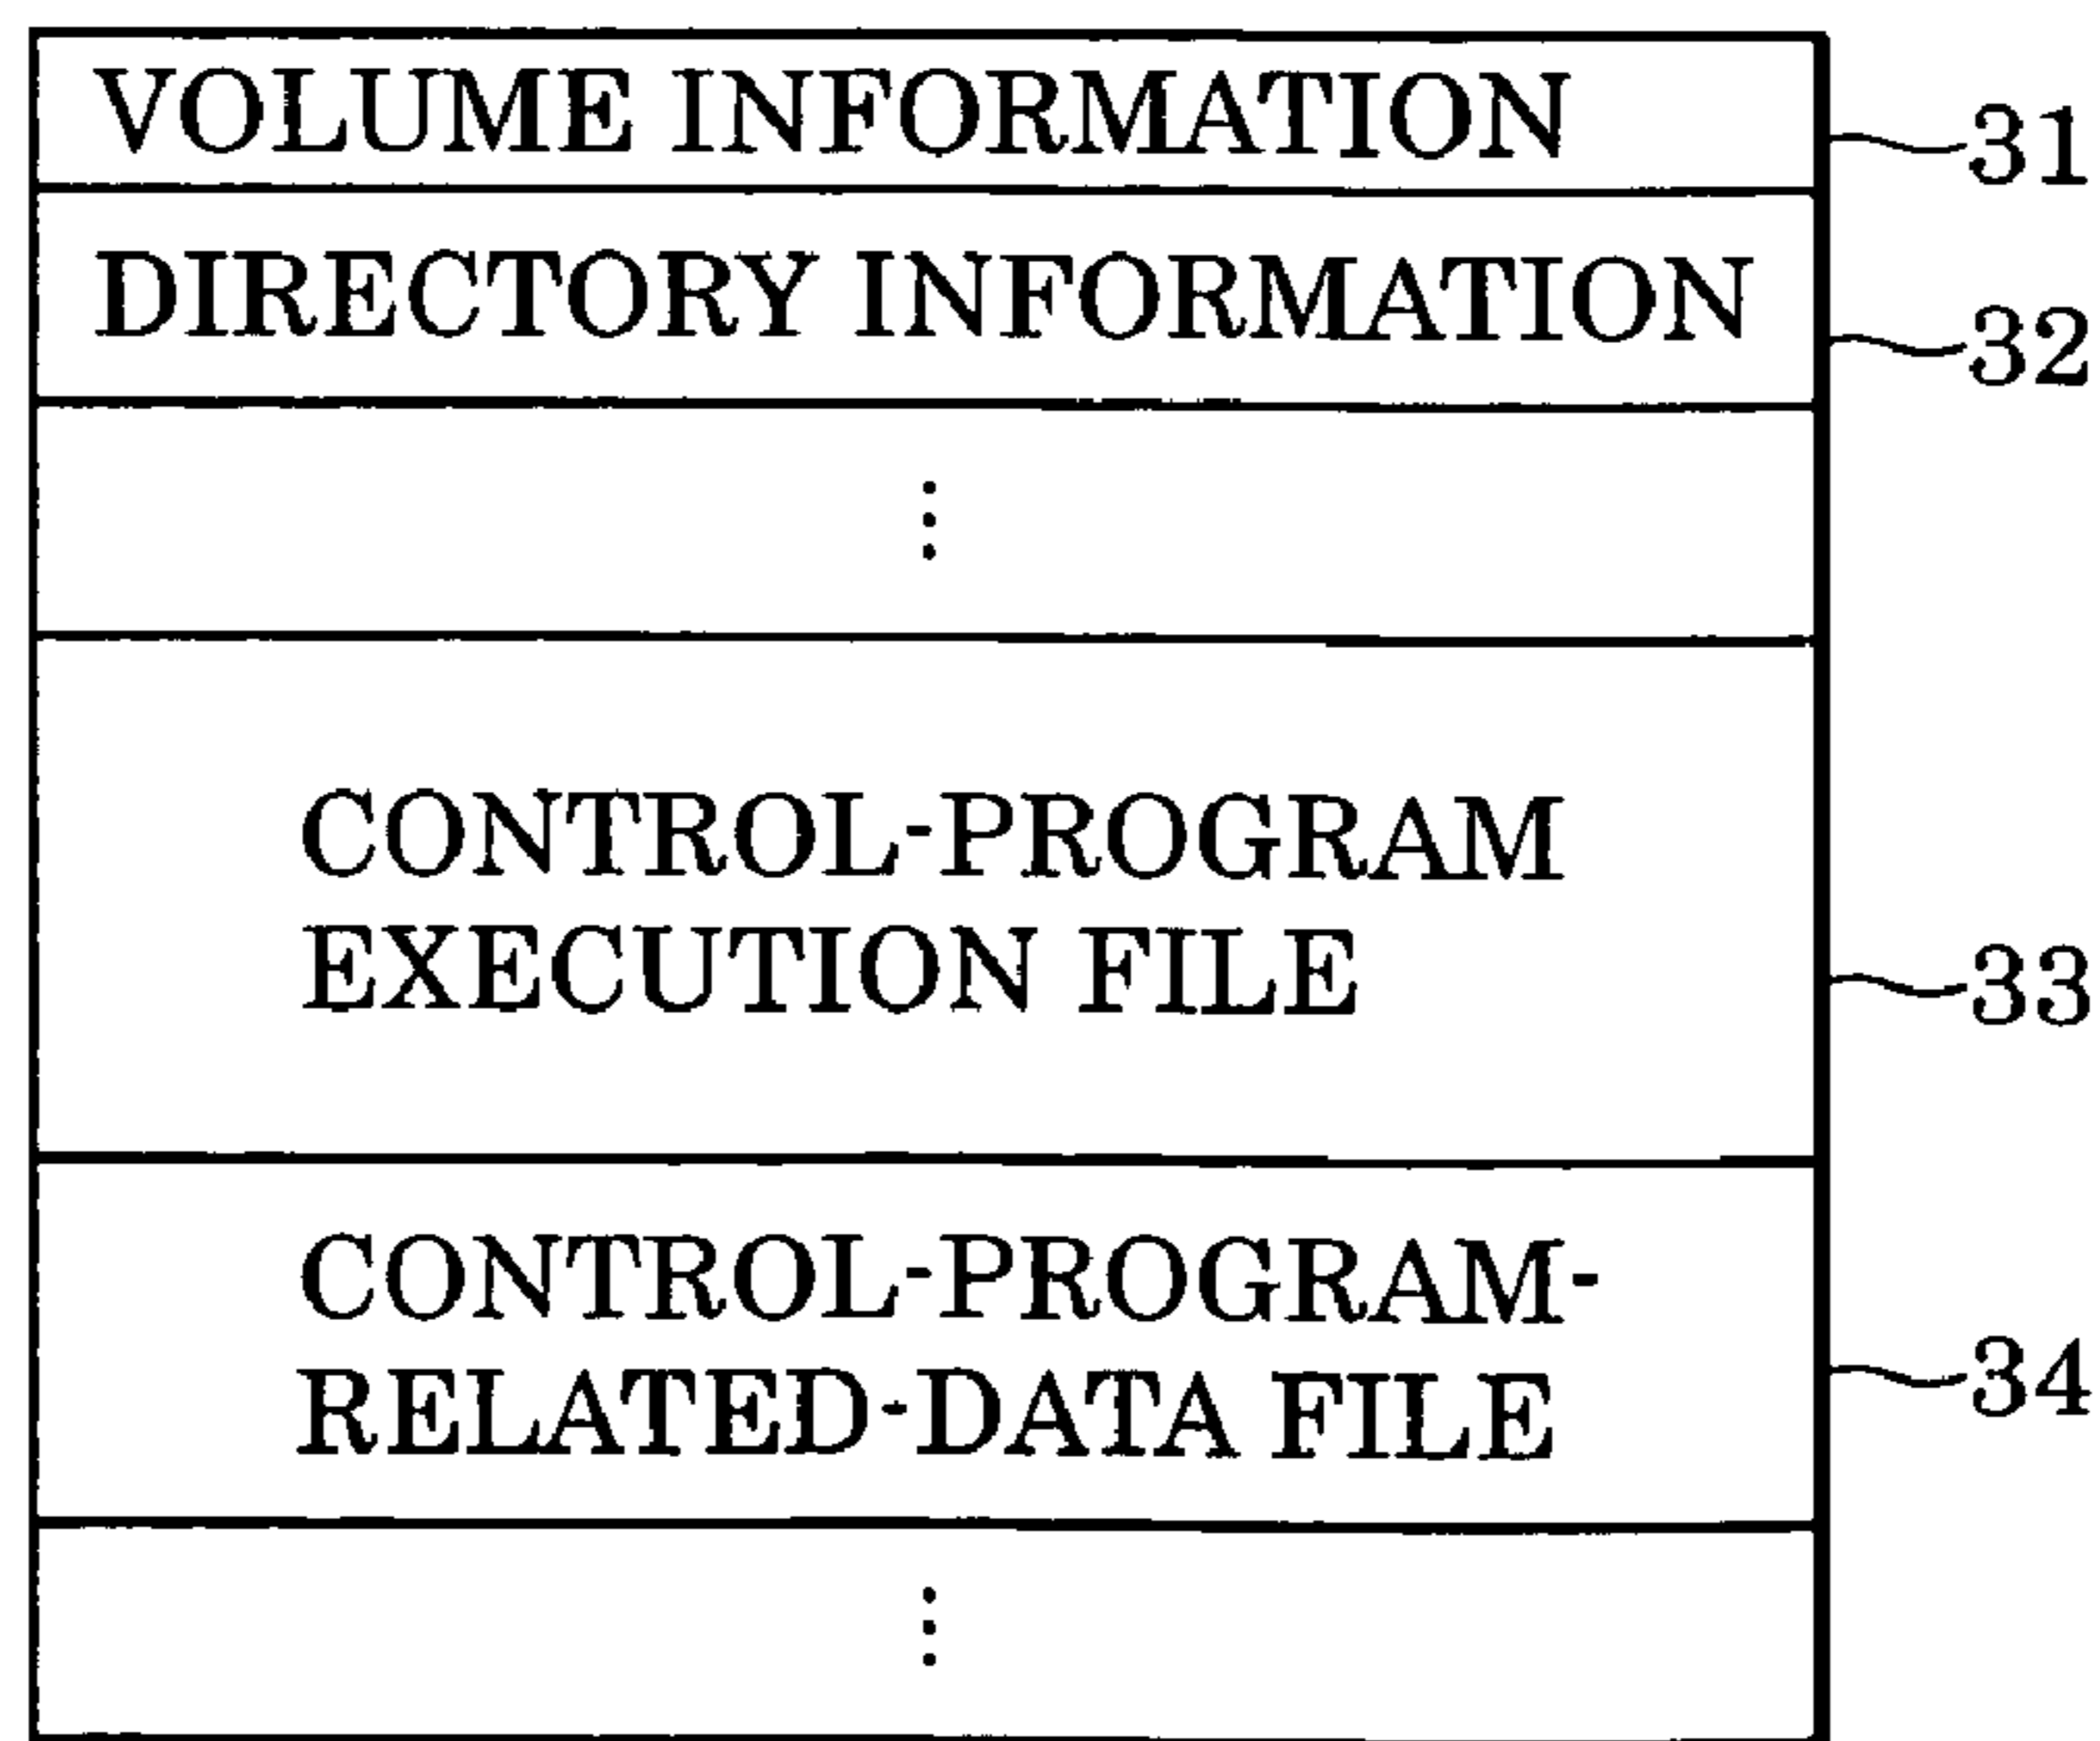 VOLUME INFORMATION
31
DIRECTORY INFORMATION
32
CONTROL-PROGRAM
EXECUTION FILE
33
CONTROL-PROGRAM-
RELATED-DATA FILE
34